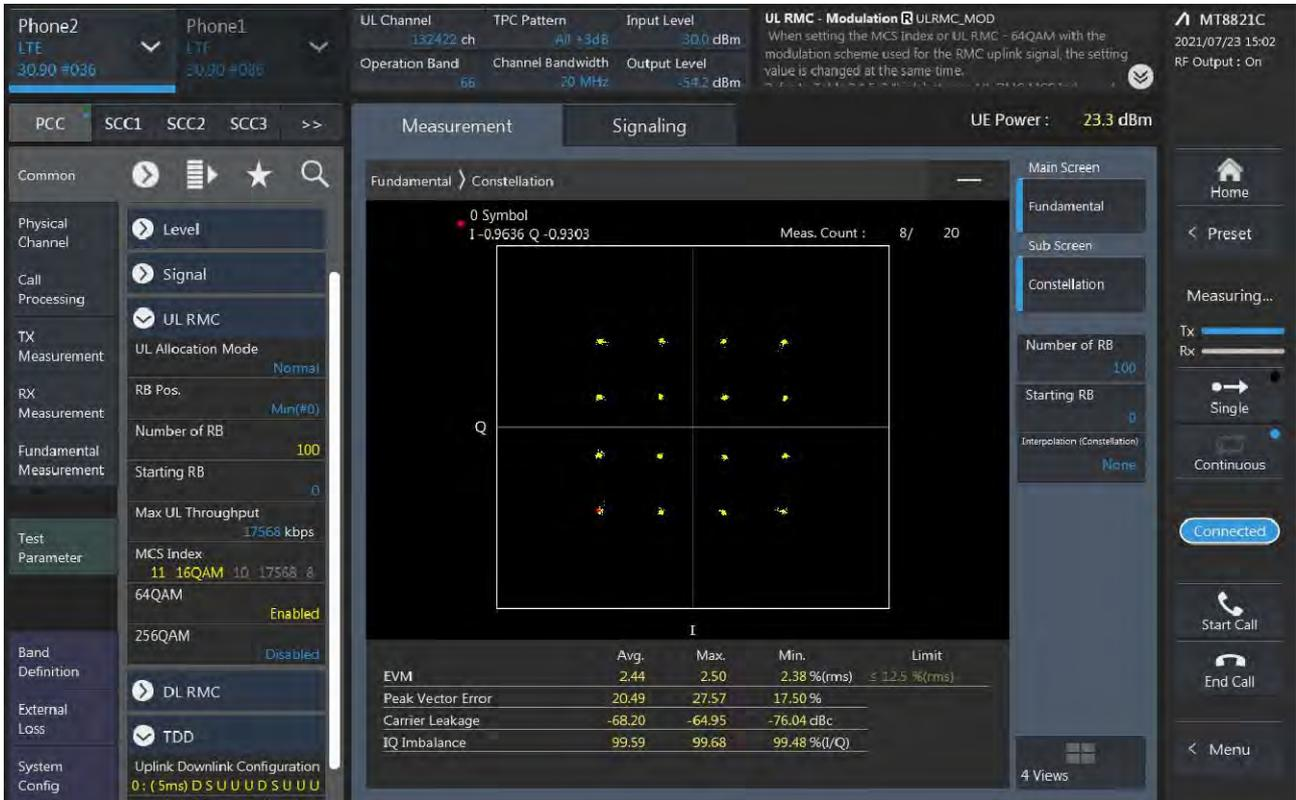 Phone2
LTE
30.90 #036
Phone1
LTE
30.90 #036
UL Channel
132422 ch
TPC Pattern
All +3dB
Input Level
30.0 dBm
Operation Band
66
Channel Bandwidth
20 MHz
Output Level
-54.2 dBm
UL RMC - Modulation R ULRMC_MOD
When setting the MCS Index or UL RMC - 64QAM with the
modulation scheme used for the RMC uplink signal, the setting
value is changed at the same time.
MT8821C
2021/07/23 15:02
RF Output : On
PCC SCC1 SCC2 SCC3 >>
Measurement
Signaling
UE Power : 23.3 dBm
Common
Physical
Channel
Call
Processing
TX
Measurement
RX
Measurement
Fundamental
Measurement
Test
Parameter
Band
Definition
External
Loss
System
Config
Level
Signal
UL RMC
UL Allocation Mode
Normal
RB Pos.
Min(#0)
Number of RB
100
Starting RB
0
Max UL Throughput
17568 kbps
MCS Index
11 16QAM 10 17568 8
64QAM
Enabled
256QAM
Disabled
DL RMC
TDD
Uplink Downlink Configuration
0 : ( 5ms) D S U U U D S U U U
Fundamental 〉 Constellation
0 Symbol
I -0.9636 Q -0.9303
Meas. Count : 8/ 20
Q
I
Avg. Max. Min. Limit
EVM 2.44 2.50 2.38 %(rms) ≤ 12.5 %(rms)
Peak Vector Error 20.49 27.57 17.50 %
Carrier Leakage -68.20 -64.95 -76.04 dBc
IQ Imbalance 99.59 99.68 99.48 %(I/Q)
Main Screen
Fundamental
Sub Screen
Constellation
Number of RB
100
Starting RB
0
Interpolation (Constellation)
None
4 Views
Home
< Preset
Measuring...
Tx
Rx
Single
Continuous
Connected
Start Call
End Call
< Menu